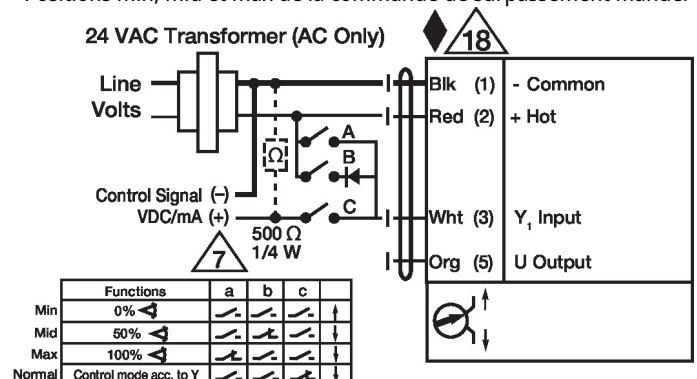 Positions min, mid et max de la commande de surpassement manuel
24 VAC Transformer (AC Only)
18
Line
Volts
Blk (1) - Common
Red (2) + Hot
A
B
Ω
Control Signal (-)
VDC/mA (+)
C
500 Ω
1/4 W
7
Wht (3) Y1 Input
Org (5) U Output
Functions a b c
Min 0%
Mid 50%
Max 100%
Normal Control mode acc. to Y